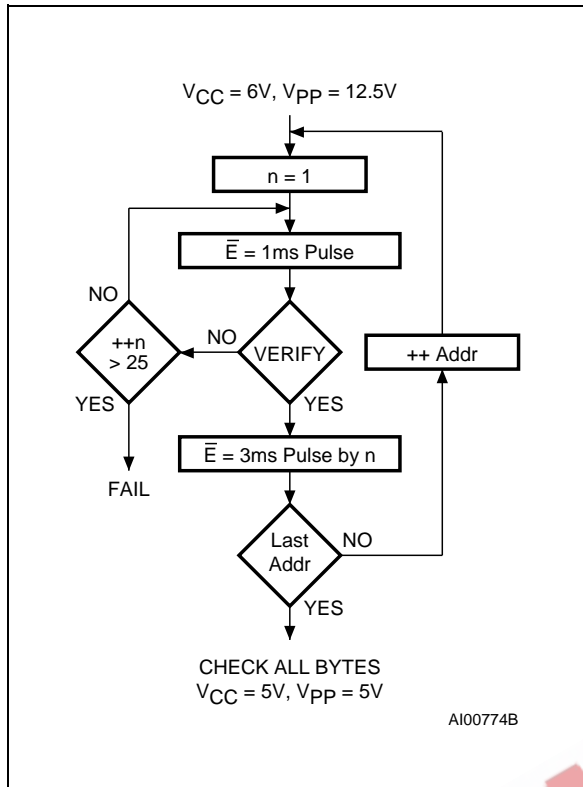 VCC = 6V, VPP = 12.5V
n = 1
E̅ = 1ms Pulse
NO
++n
> 25
NO
VERIFY
++ Addr
YES
YES
E̅ = 3ms Pulse by n
FAIL
Last
Addr
NO
YES
CHECK ALL BYTES
VCC = 5V, VPP = 5V
AI00774B